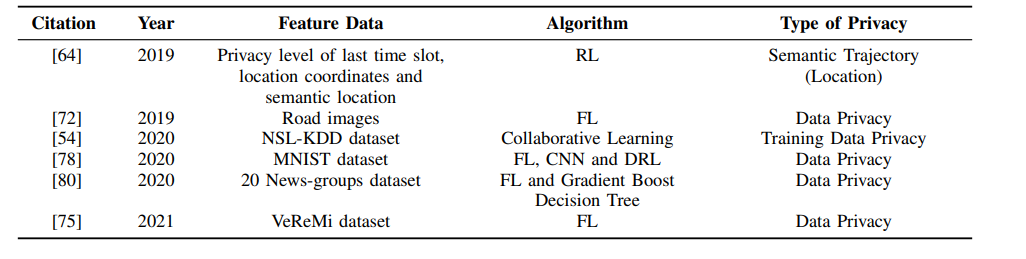 Citation Year Feature Data Algorithm Type of Privacy
[64] 2019 Privacy level of last time slot, RL Semantic Trajectory
location coordinates and (Location)
semantic location
[72] 2019 Road images FL Data Privacy
[54] 2020 NSL-KDD dataset Collaborative Learning Training Data Privacy
[78] 2020 MNIST dataset FL, CNN and DRL Data Privacy
[80] 2020 20 News-groups dataset FL and Gradient Boost Data Privacy
Decision Tree
[75] 2021 VeReMi dataset FL Data Privacy